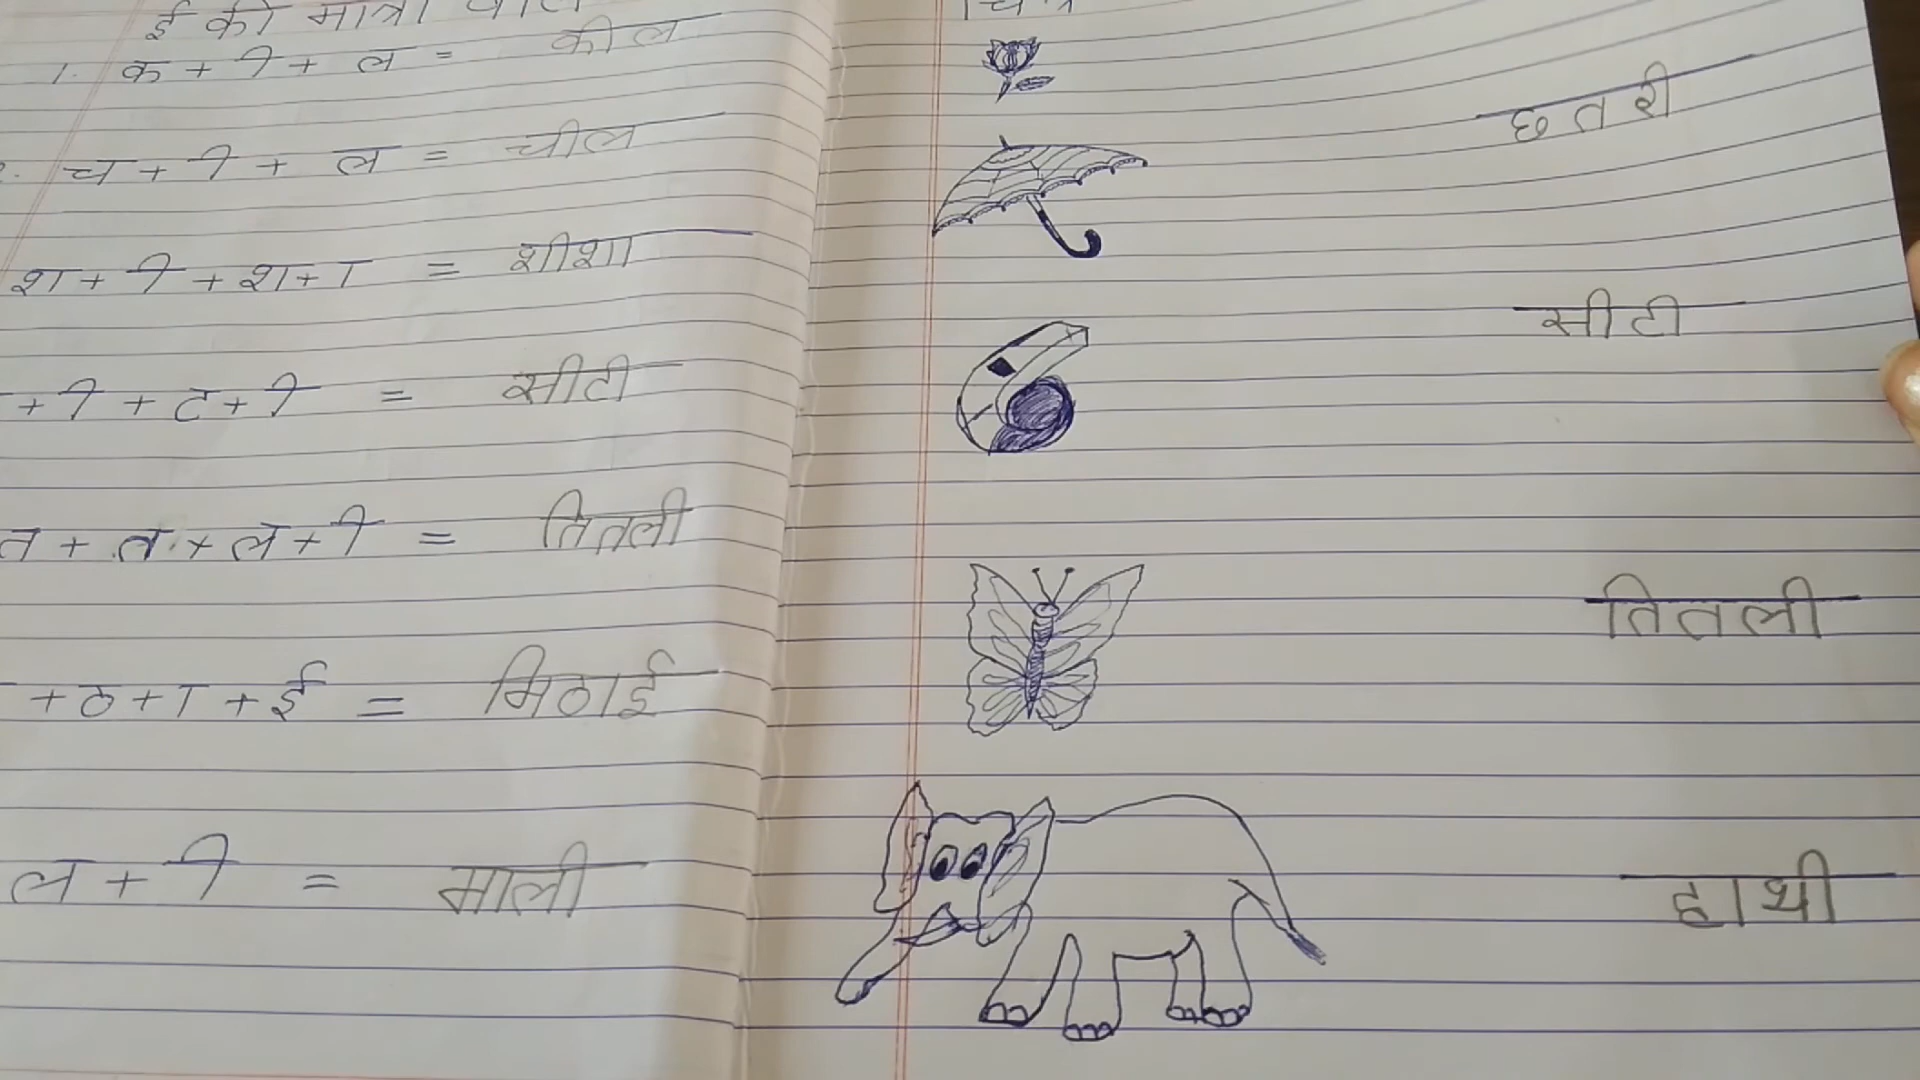 ई की मात्रा वाले
1. क + ी + ल = कील
च + ी + ल = चील
श + ी + श + ा = शीशा
+ ी + ट + ी = सीटी
त + त + ल + ी = तितली
+ ठ + ा + ई = मिठाई
ल + ी = माली
चित्र
छतरी
सीटी
तितली
हाथी